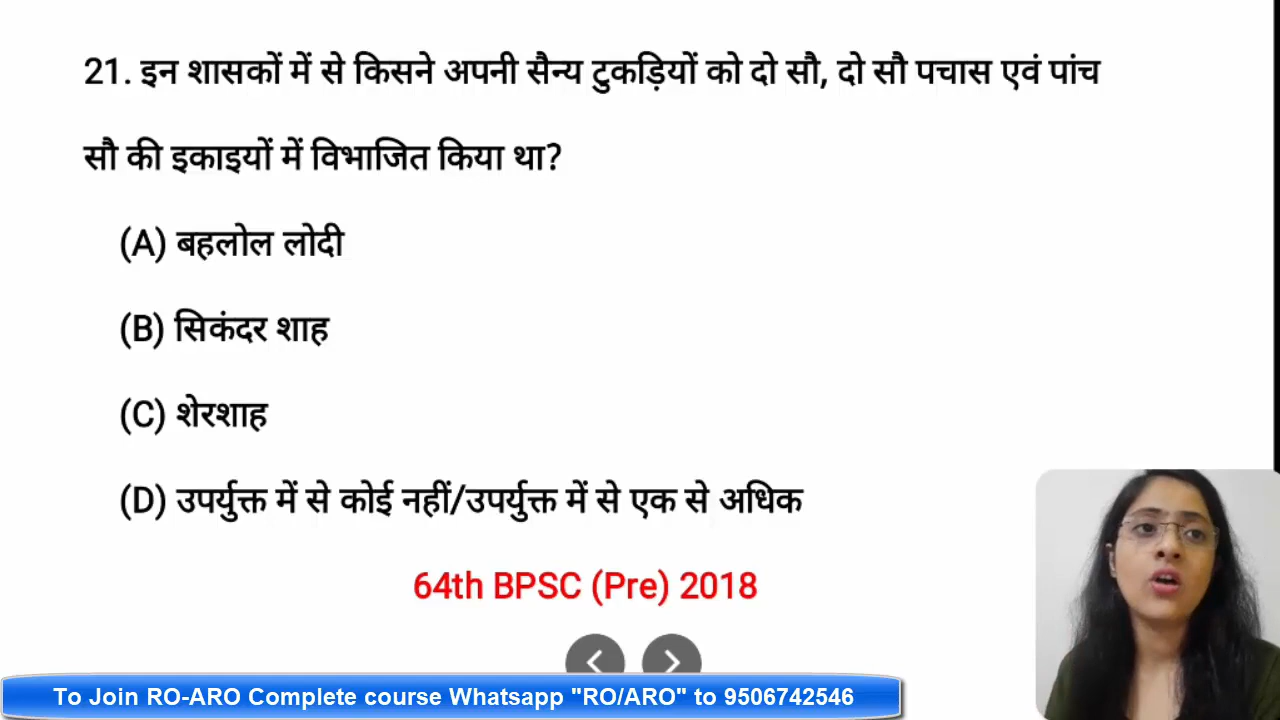 21. इन शासकों में से किसने अपनी सैन्य टुकड़ियों को दो सौ, दो सौ पचास एवं पांच
सौ की इकाइयों में विभाजित किया था?
(A) बहलोल लोदी
(B) सिकंदर शाह
(C) शेरशाह
(D) उपर्युक्त में से कोई नहीं/उपर्युक्त में से एक से अधिक
64th BPSC (Pre) 2018
To Join RO-ARO Complete course Whatsapp "RO/ARO" to 9506742546